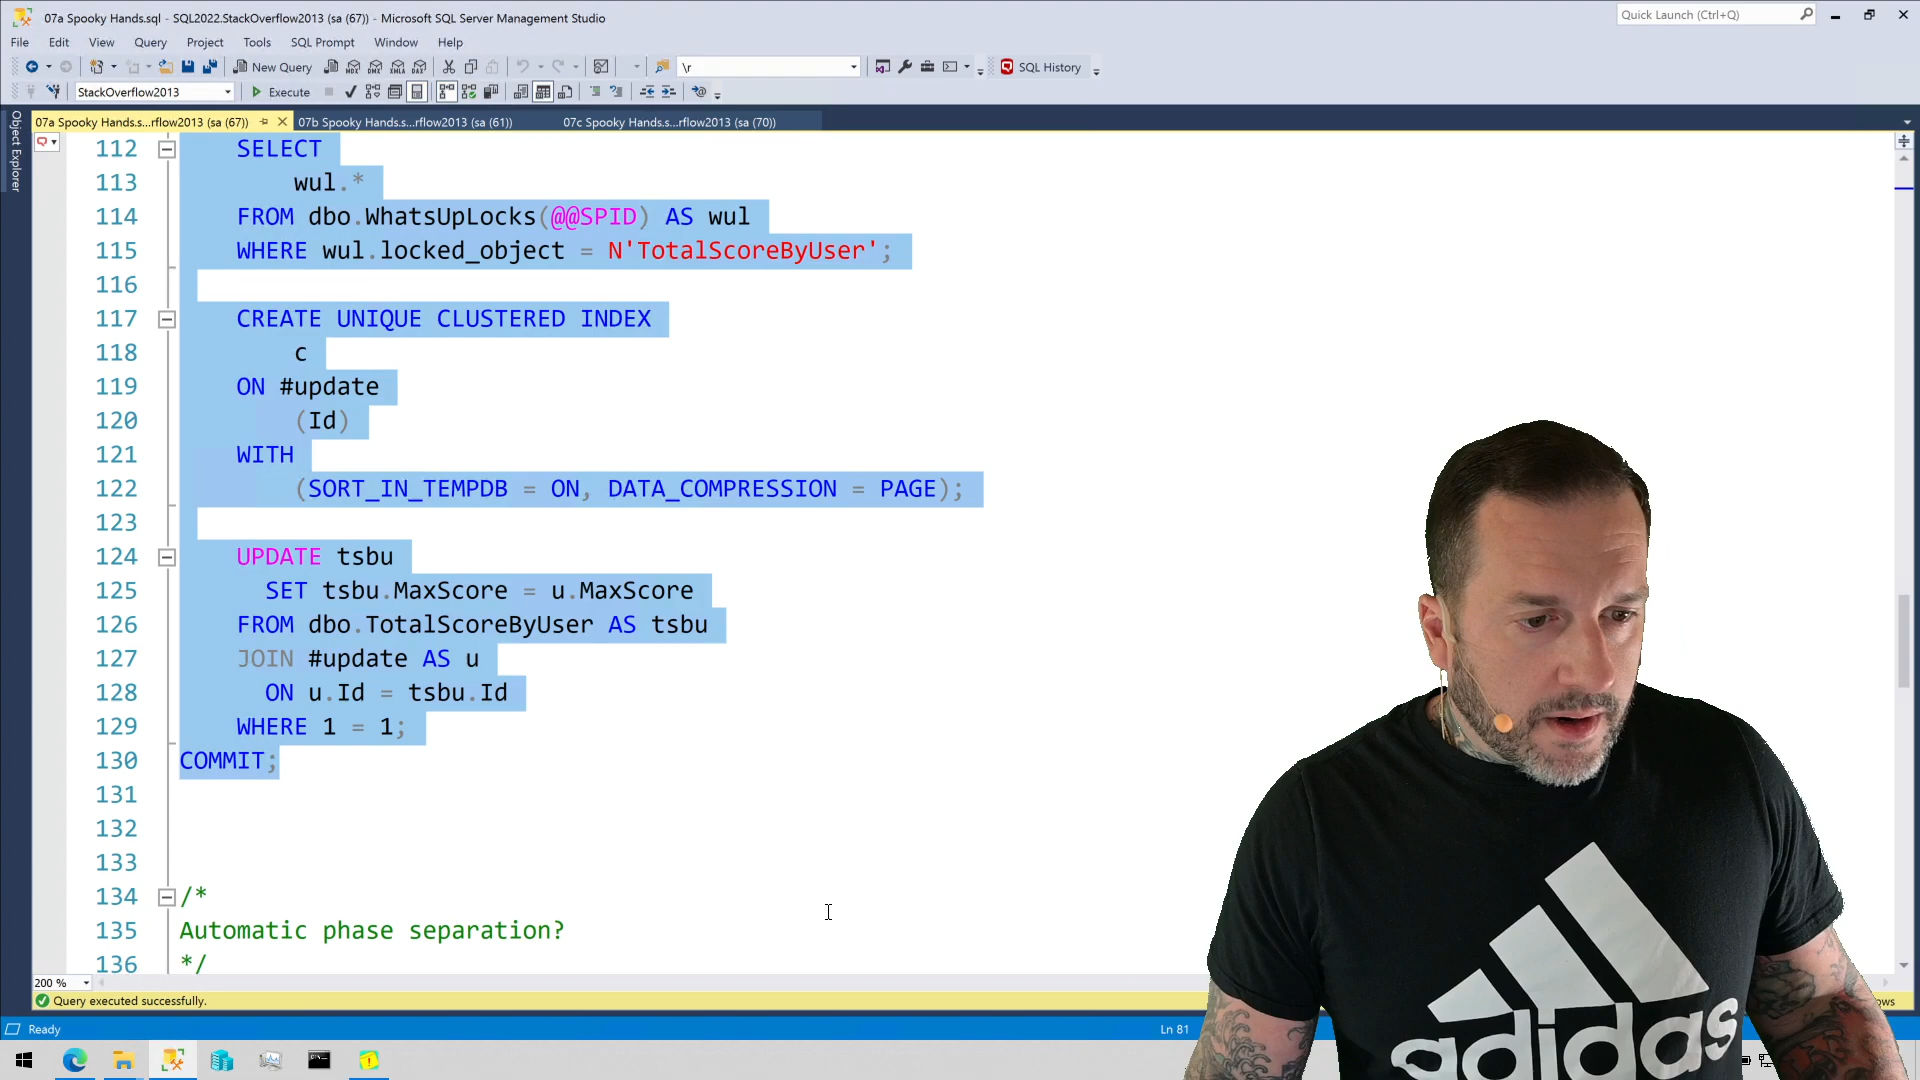 07a Spooky Hands.sql - SQL2022.StackOverflow2013 (sa (67)) - Microsoft SQL Server Management Studio
Quick Launch (Ctrl+Q)
File Edit View Query Project Tools SQL Prompt Window Help
New Query
\r
SQL History
StackOverflow2013
Execute
Object Explorer
07a Spooky Hands.s...rflow2013 (sa (67))
07b Spooky Hands.s...rflow2013 (sa (61))
07c Spooky Hands.s...rflow2013 (sa (70))
112 SELECT
113 wul.*
114 FROM dbo.WhatsUpLocks(@@SPID) AS wul
115 WHERE wul.locked_object = N'TotalScoreByUser';
116
117 CREATE UNIQUE CLUSTERED INDEX
118 c
119 ON #update
120 (Id)
121 WITH
122 (SORT_IN_TEMPDB = ON, DATA_COMPRESSION = PAGE);
123
124 UPDATE tsbu
125 SET tsbu.MaxScore = u.MaxScore
126 FROM dbo.TotalScoreByUser AS tsbu
127 JOIN #update AS u
128 ON u.Id = tsbu.Id
129 WHERE 1 = 1;
130 COMMIT;
131
132
133
134 /*
135 Automatic phase separation?
136 */
200 %
Query executed successfully.
Ready
Ln 81
adidas